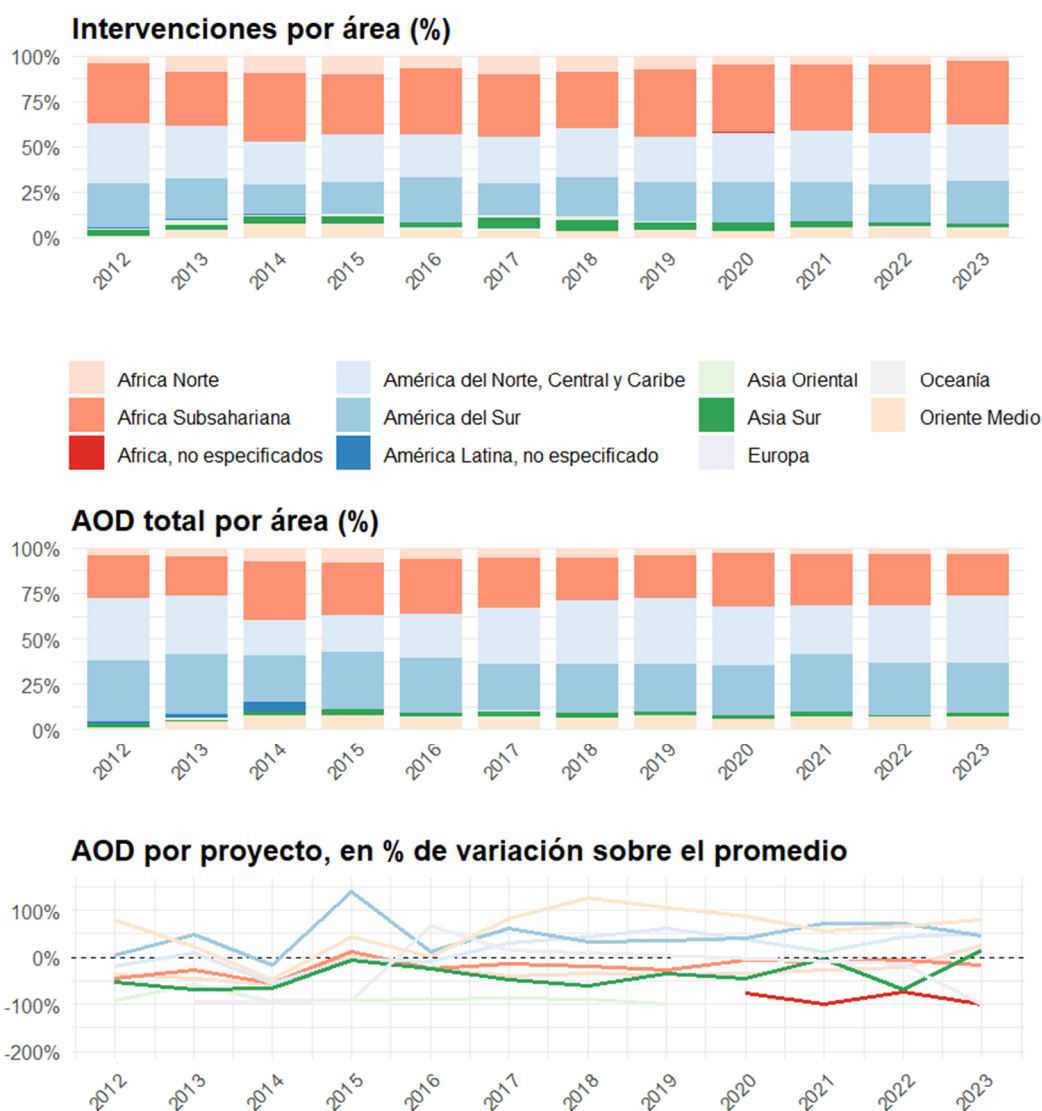 Intervenciones por área (%)
100%
75%
50%
25%
0%
2012 2013 2014 2015 2016 2017 2018 2019 2020 2021 2022 2023
Africa Norte América del Norte, Central y Caribe Asia Oriental Oceanía
Africa Subsahariana América del Sur Asia Sur Oriente Medio
Africa, no especificados América Latina, no especificado Europa
AOD total por área (%)
100%
75%
50%
25%
0%
2012 2013 2014 2015 2016 2017 2018 2019 2020 2021 2022 2023
AOD por proyecto, en % de variación sobre el promedio
100%
0%
-100%
-200%
2012 2013 2014 2015 2016 2017 2018 2019 2020 2021 2022 2023